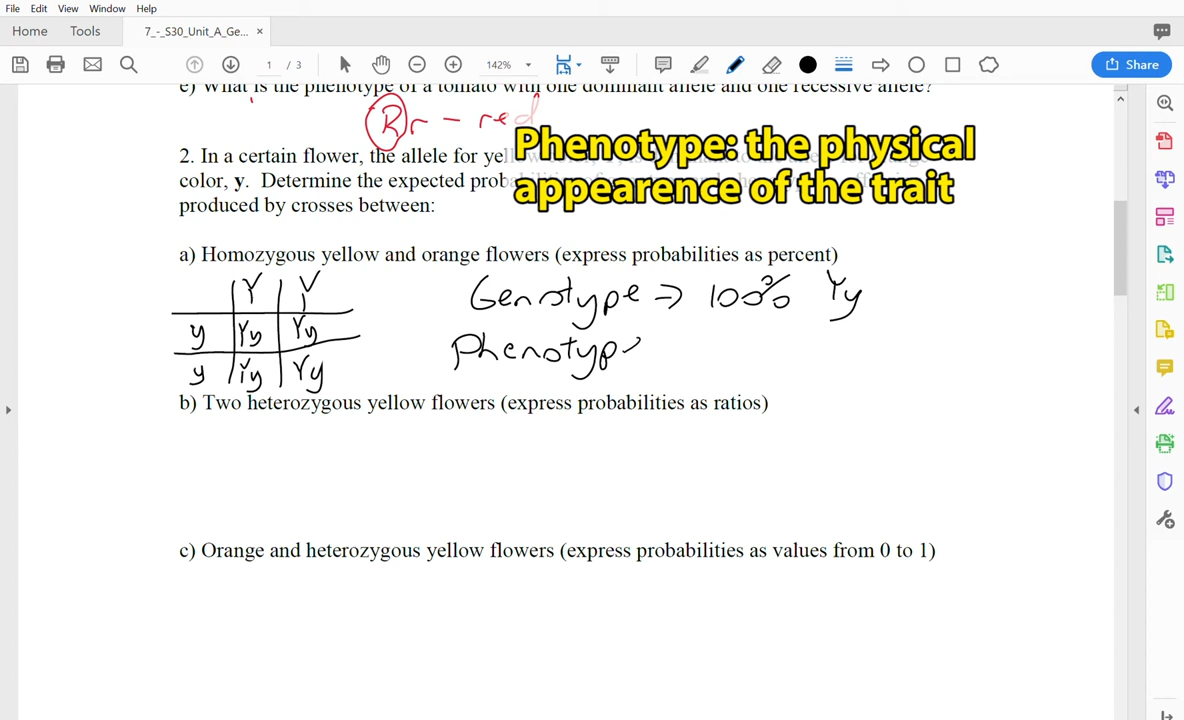 File Edit View Window Help
Home Tools 7_-_S30_Unit_A_Ge... ×
1 / 3 142% Share
e) What is the phenotype of a tomato with one dominant allele and one recessive allele?
Rr - red
2. In a certain flower, the allele for yel
color, y. Determine the expected prob
produced by crosses between:
Phenotype: the physical
appearence of the trait
a) Homozygous yellow and orange flowers (express probabilities as percent)
Y Y
y Yy Yy
y Yy Yy
Genotype => 100% Yy
Phenotyp
b) Two heterozygous yellow flowers (express probabilities as ratios)
c) Orange and heterozygous yellow flowers (express probabilities as values from 0 to 1)